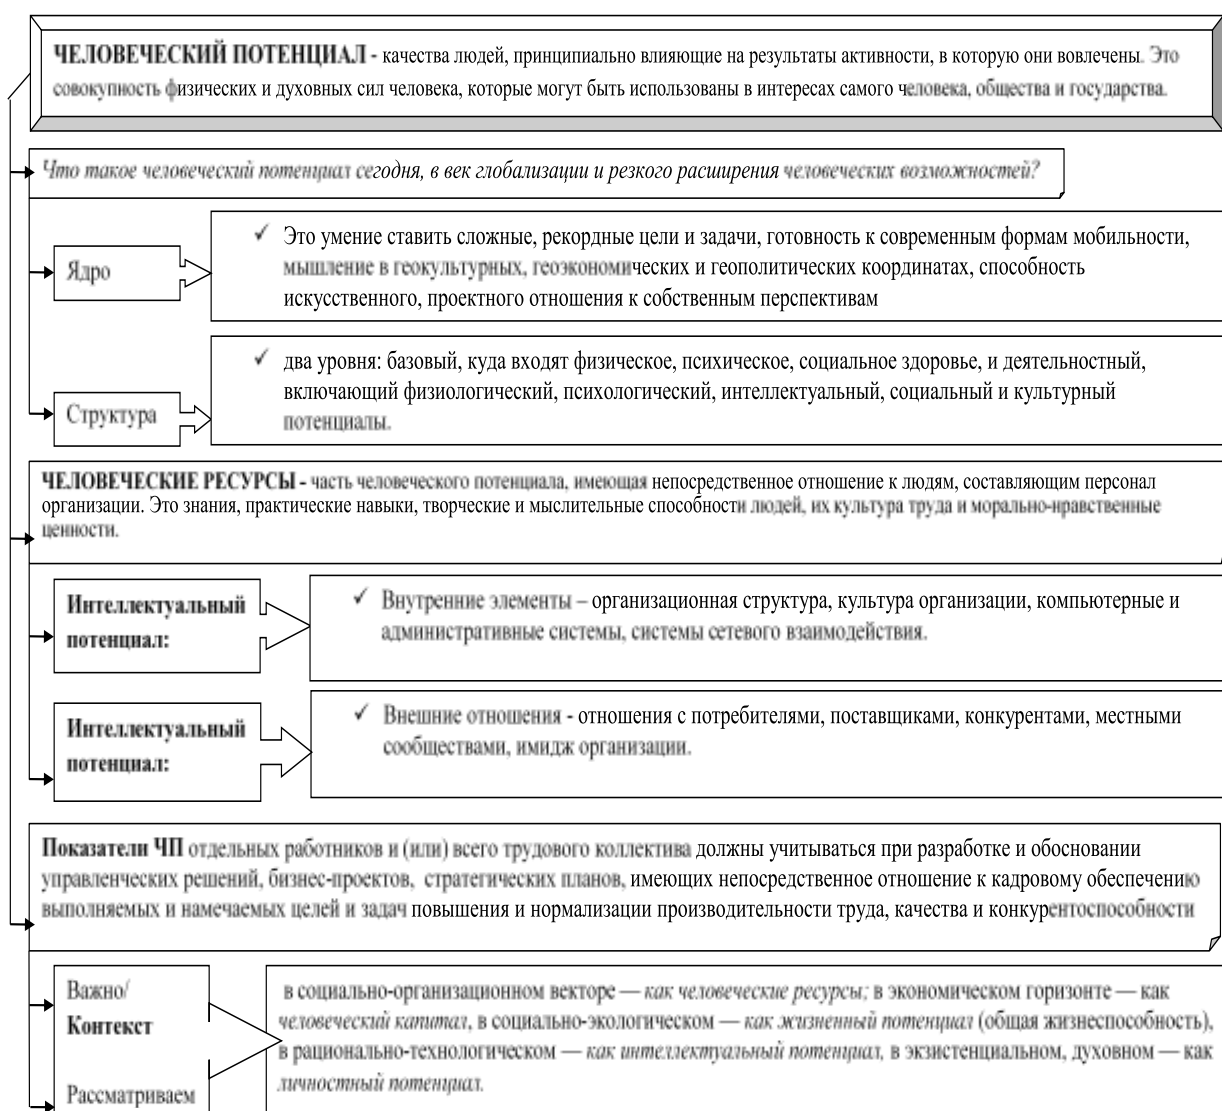 ЧЕЛОВЕЧЕСКИЙ ПОТЕНЦИАЛ - качества людей, принципиально влияющие на результаты активности, в которую они вовлечены. Это
совокупность физических и духовных сил человека, которые могут быть использованы в интересах самого человека, общества и государства.
Что такое человеческий потенциал сегодня, в век глобализации и резкого расширения человеческих возможностей?
Ядро
✓ Это умение ставить сложные, рекордные цели и задачи, готовность к современным формам мобильности,
мышление в геокультурных, геоэкономических и геополитических координатах, способность
искусственного, проектного отношения к собственным перспективам
Структура
✓ два уровня: базовый, куда входят физическое, психическое, социальное здоровье, и деятельностный,
включающий физиологический, психологический, интеллектуальный, социальный и культурный
потенциалы.
ЧЕЛОВЕЧЕСКИЕ РЕСУРСЫ - часть человеческого потенциала, имеющая непосредственное отношение к людям, составляющим персонал
организации. Это знания, практические навыки, творческие и мыслительные способности людей, их культура труда и морально-нравственные
ценности.
Интеллектуальный
потенциал:
✓ Внутренние элементы – организационная структура, культура организации, компьютерные и
административные системы, системы сетевого взаимодействия.
Интеллектуальный
потенциал:
✓ Внешние отношения - отношения с потребителями, поставщиками, конкурентами, местными
сообществами, имидж организации.
Показатели ЧП отдельных работников и (или) всего трудового коллектива должны учитываться при разработке и обосновании
управленческих решений, бизнес-проектов, стратегических планов, имеющих непосредственное отношение к кадровому обеспечению
выполняемых и намечаемых целей и задач повышения и нормализации производительности труда, качества и конкурентоспособности
Важно/
Контекст
Рассматриваем
в социально-организационном векторе — как человеческие ресурсы; в экономическом горизонте — как
человеческий капитал, в социально-экологическом — как жизненный потенциал (общая жизнеспособность),
в рационально-технологическом — как интеллектуальный потенциал, в экзистенциальном, духовном — как
личностный потенциал.